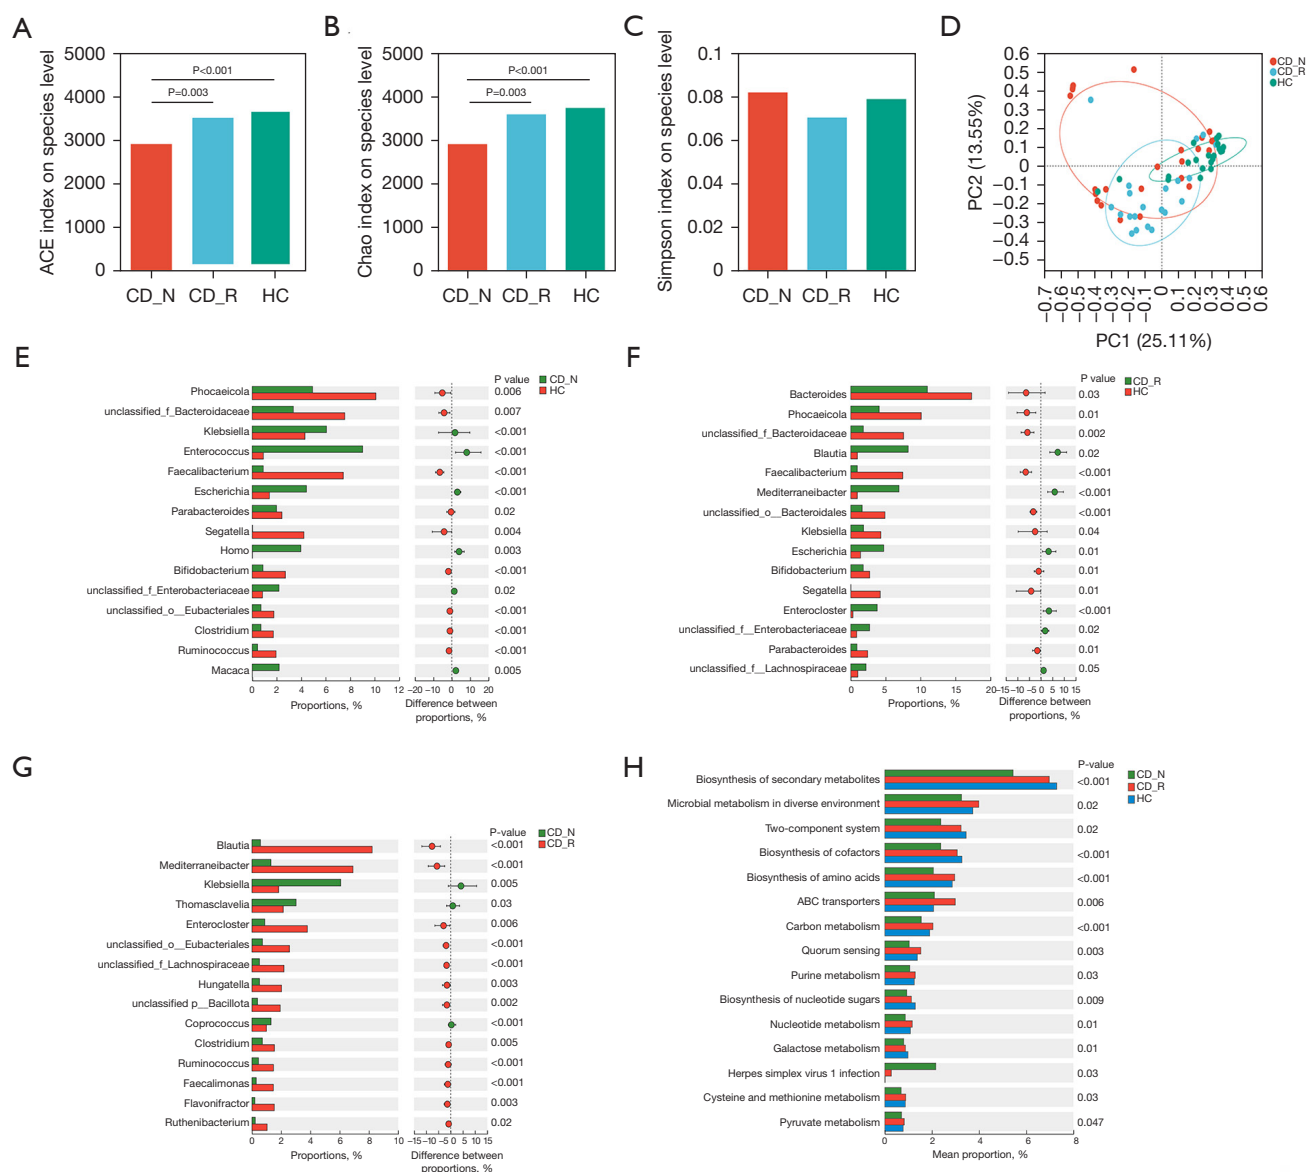 A
ACE index on species level
5000
4000
3000
2000
1000
0
P<0.001
P=0.003
CD_N CD_R HC
B
Chao index on species level
5000
4000
3000
2000
1000
0
P<0.001
P=0.003
CD_N CD_R HC
C
Simpson index on species level
0.1
0.08
0.06
0.04
0.02
0
CD_N CD_R HC
D
PC2 (13.55%)
0.6
0.5
0.4
0.3
0.2
0.1
0
−0.1
−0.2
−0.3
−0.4
−0.5
−0.7 −0.6 −0.5 −0.4 −0.3 −0.2 −0.1 0 0.1 0.2 0.3 0.4 0.5 0.6
PC1 (25.11%)
CD_N
CD_R
HC
E
P value CD_N
HC
Phocaeicola 0.006
unclassified_f_Bacteroidaceae 0.007
Klebsiella <0.001
Enterococcus <0.001
Faecalibacterium <0.001
Escherichia <0.001
Parabacteroides 0.02
Segatella 0.004
Homo 0.003
Bifidobacterium <0.001
unclassified_f_Enterobacteriaceae 0.02
unclassified_o__Eubacteriales <0.001
Clostridium <0.001
Ruminococcus <0.001
Macaca 0.005
0 2 4 6 8 10 12 −20 −10 0 10 20
Proportions, % Difference between
proportions, %
F
P value CD_R
HC
Bacteroides 0.03
Phocaeicola 0.01
unclassified_f_Bacteroidaceae 0.002
Blautia 0.02
Faecalibacterium <0.001
Mediterraneibacter <0.001
unclassified_o__Bacteroidales <0.001
Klebsiella 0.04
Escherichia 0.01
Bifidobacterium 0.01
Segatella 0.01
Enterocloster <0.001
unclassified_f__Enterobacteriaceae 0.02
Parabacteroides 0.01
unclassified_f__Lachnospiraceae 0.05
0 5 10 15 20 −15 −10 −5 0 5 10 15
Proportions, % Difference between
proportions, %
G
P-value CD_N
CD_R
Blautia <0.001
Mediterraneibacter <0.001
Klebsiella 0.005
Thomasclavelia 0.03
Enterocloster 0.006
unclassified_o__Eubacteriales <0.001
unclassified_f_Lachnospiraceae <0.001
Hungatella 0.003
unclassified p__Bacillota 0.002
Coprococcus <0.001
Clostridium 0.005
Ruminococcus <0.001
Faecalimonas <0.001
Flavonifractor 0.003
Ruthenibacterium 0.02
0 2 4 6 8 10 −15 −10 −5 0 5 10 15
Proportions, % Difference between
proportions, %
H
P-value
CD_N
CD_R
HC
Biosynthesis of secondary metabolites <0.001
Microbial metabolism in diverse environment 0.02
Two-component system 0.02
Biosynthesis of cofactors <0.001
Biosynthesis of amino acids <0.001
ABC transporters 0.006
Carbon metabolism <0.001
Quorum sensing 0.003
Purine metabolism 0.03
Biosynthesis of nucleotide sugars 0.009
Nucleotide metabolism 0.01
Galactose metabolism 0.01
Herpes simplex virus 1 infection 0.03
Cysteine and methionine metabolism 0.03
Pyruvate metabolism 0.047
0 2 4 6 8
Mean proportion, %